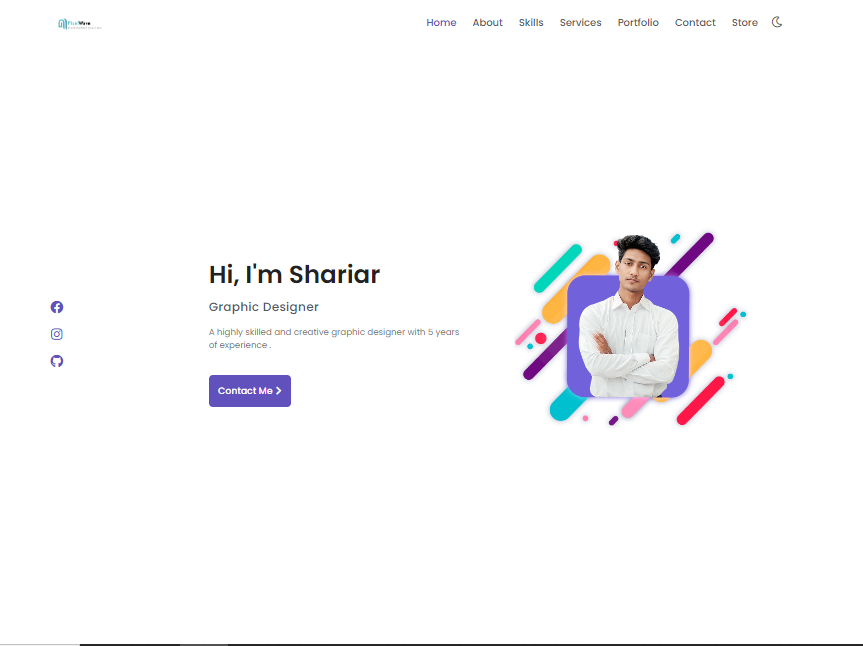 PixelWave
Home About Skills Services Portfolio Contact Store
Hi, I'm Shariar
Graphic Designer
A highly skilled and creative graphic designer with 5 years
of experience .
Contact Me